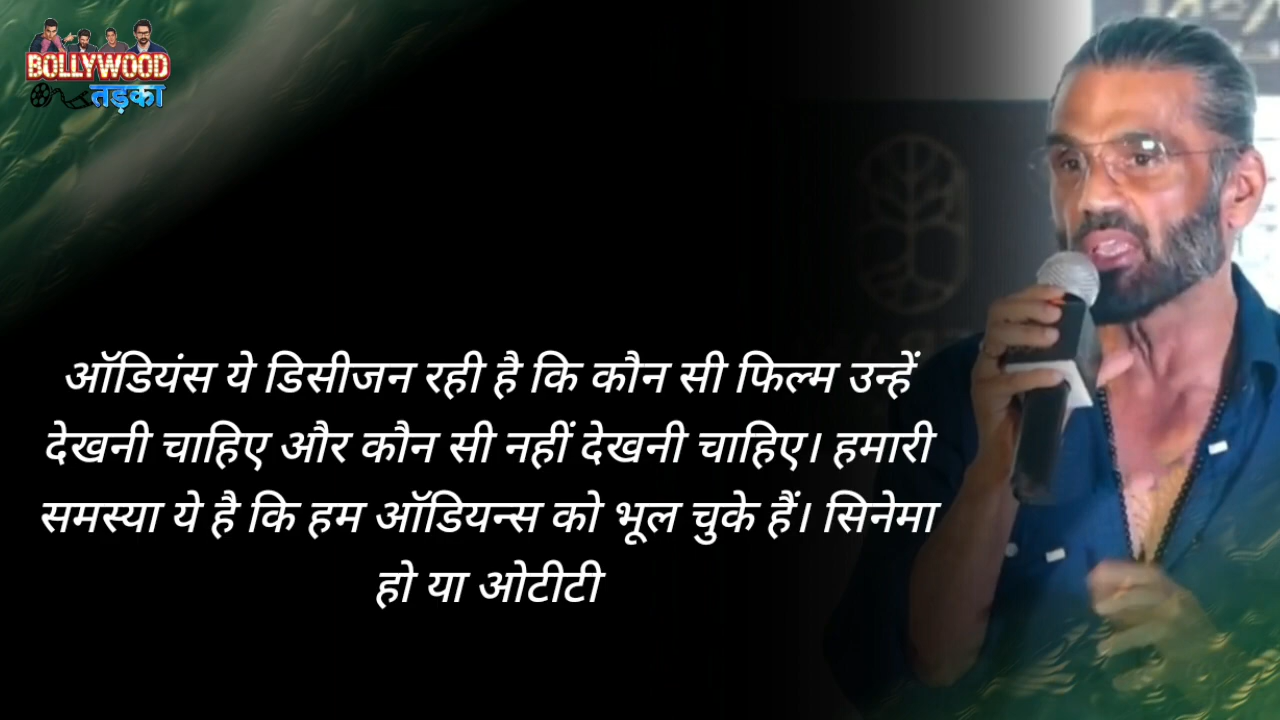 BOLLYWOOD
तड़का
ऑडियंस ये डिसीजन रही है कि कौन सी फिल्म उन्हें
देखनी चाहिए और कौन सी नहीं देखनी चाहिए। हमारी
समस्या ये है कि हम ऑडियन्स को भूल चुके हैं। सिनेमा
हो या ओटीटी